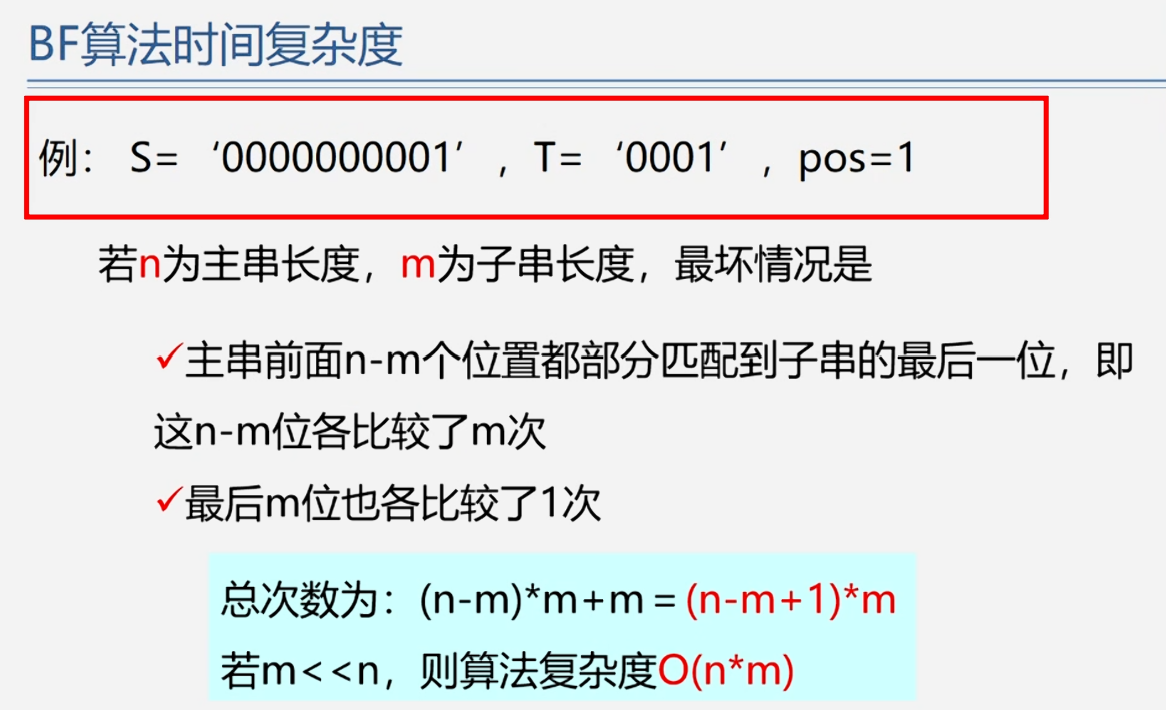 BF算法时间复杂度
例： S= ‘0000000001’ ，T= ‘0001’ ，pos=1
若n为主串长度，m为子串长度，最坏情况是
✓主串前面n-m个位置都部分匹配到子串的最后一位，即
这n-m位各比较了m次
✓最后m位也各比较了1次
总次数为：(n-m)*m+m＝(n-m+1)*m
若m<<n，则算法复杂度O(n*m)